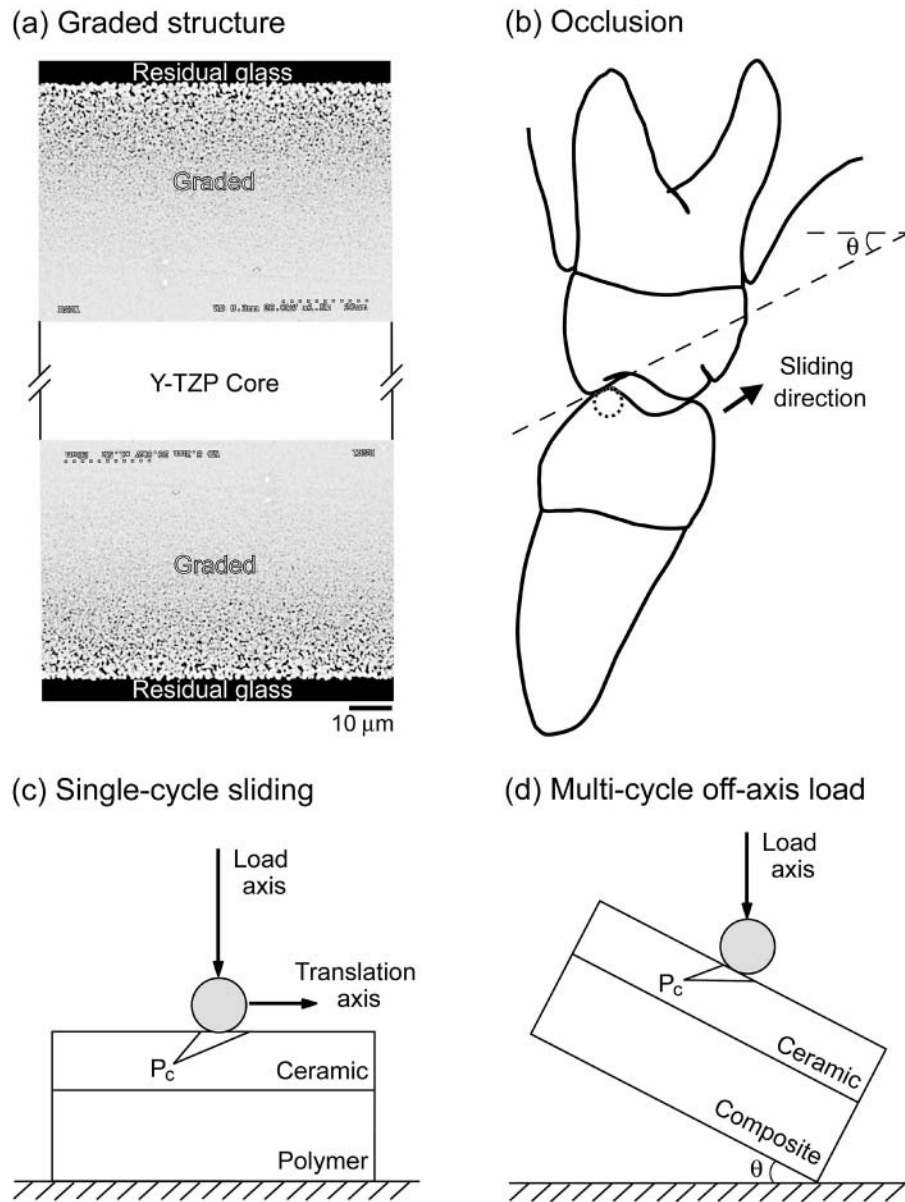 (a) Graded structure
Residual glass
Graded
Y-TZP Core
Graded
Residual glass
10 μm
(b) Occlusion
θ
Sliding
direction
(c) Single-cycle sliding
Load
axis
Translation
axis
Pc
Ceramic
Polymer
(d) Multi-cycle off-axis load
Load
axis
Pc
Ceramic
Composite
θ